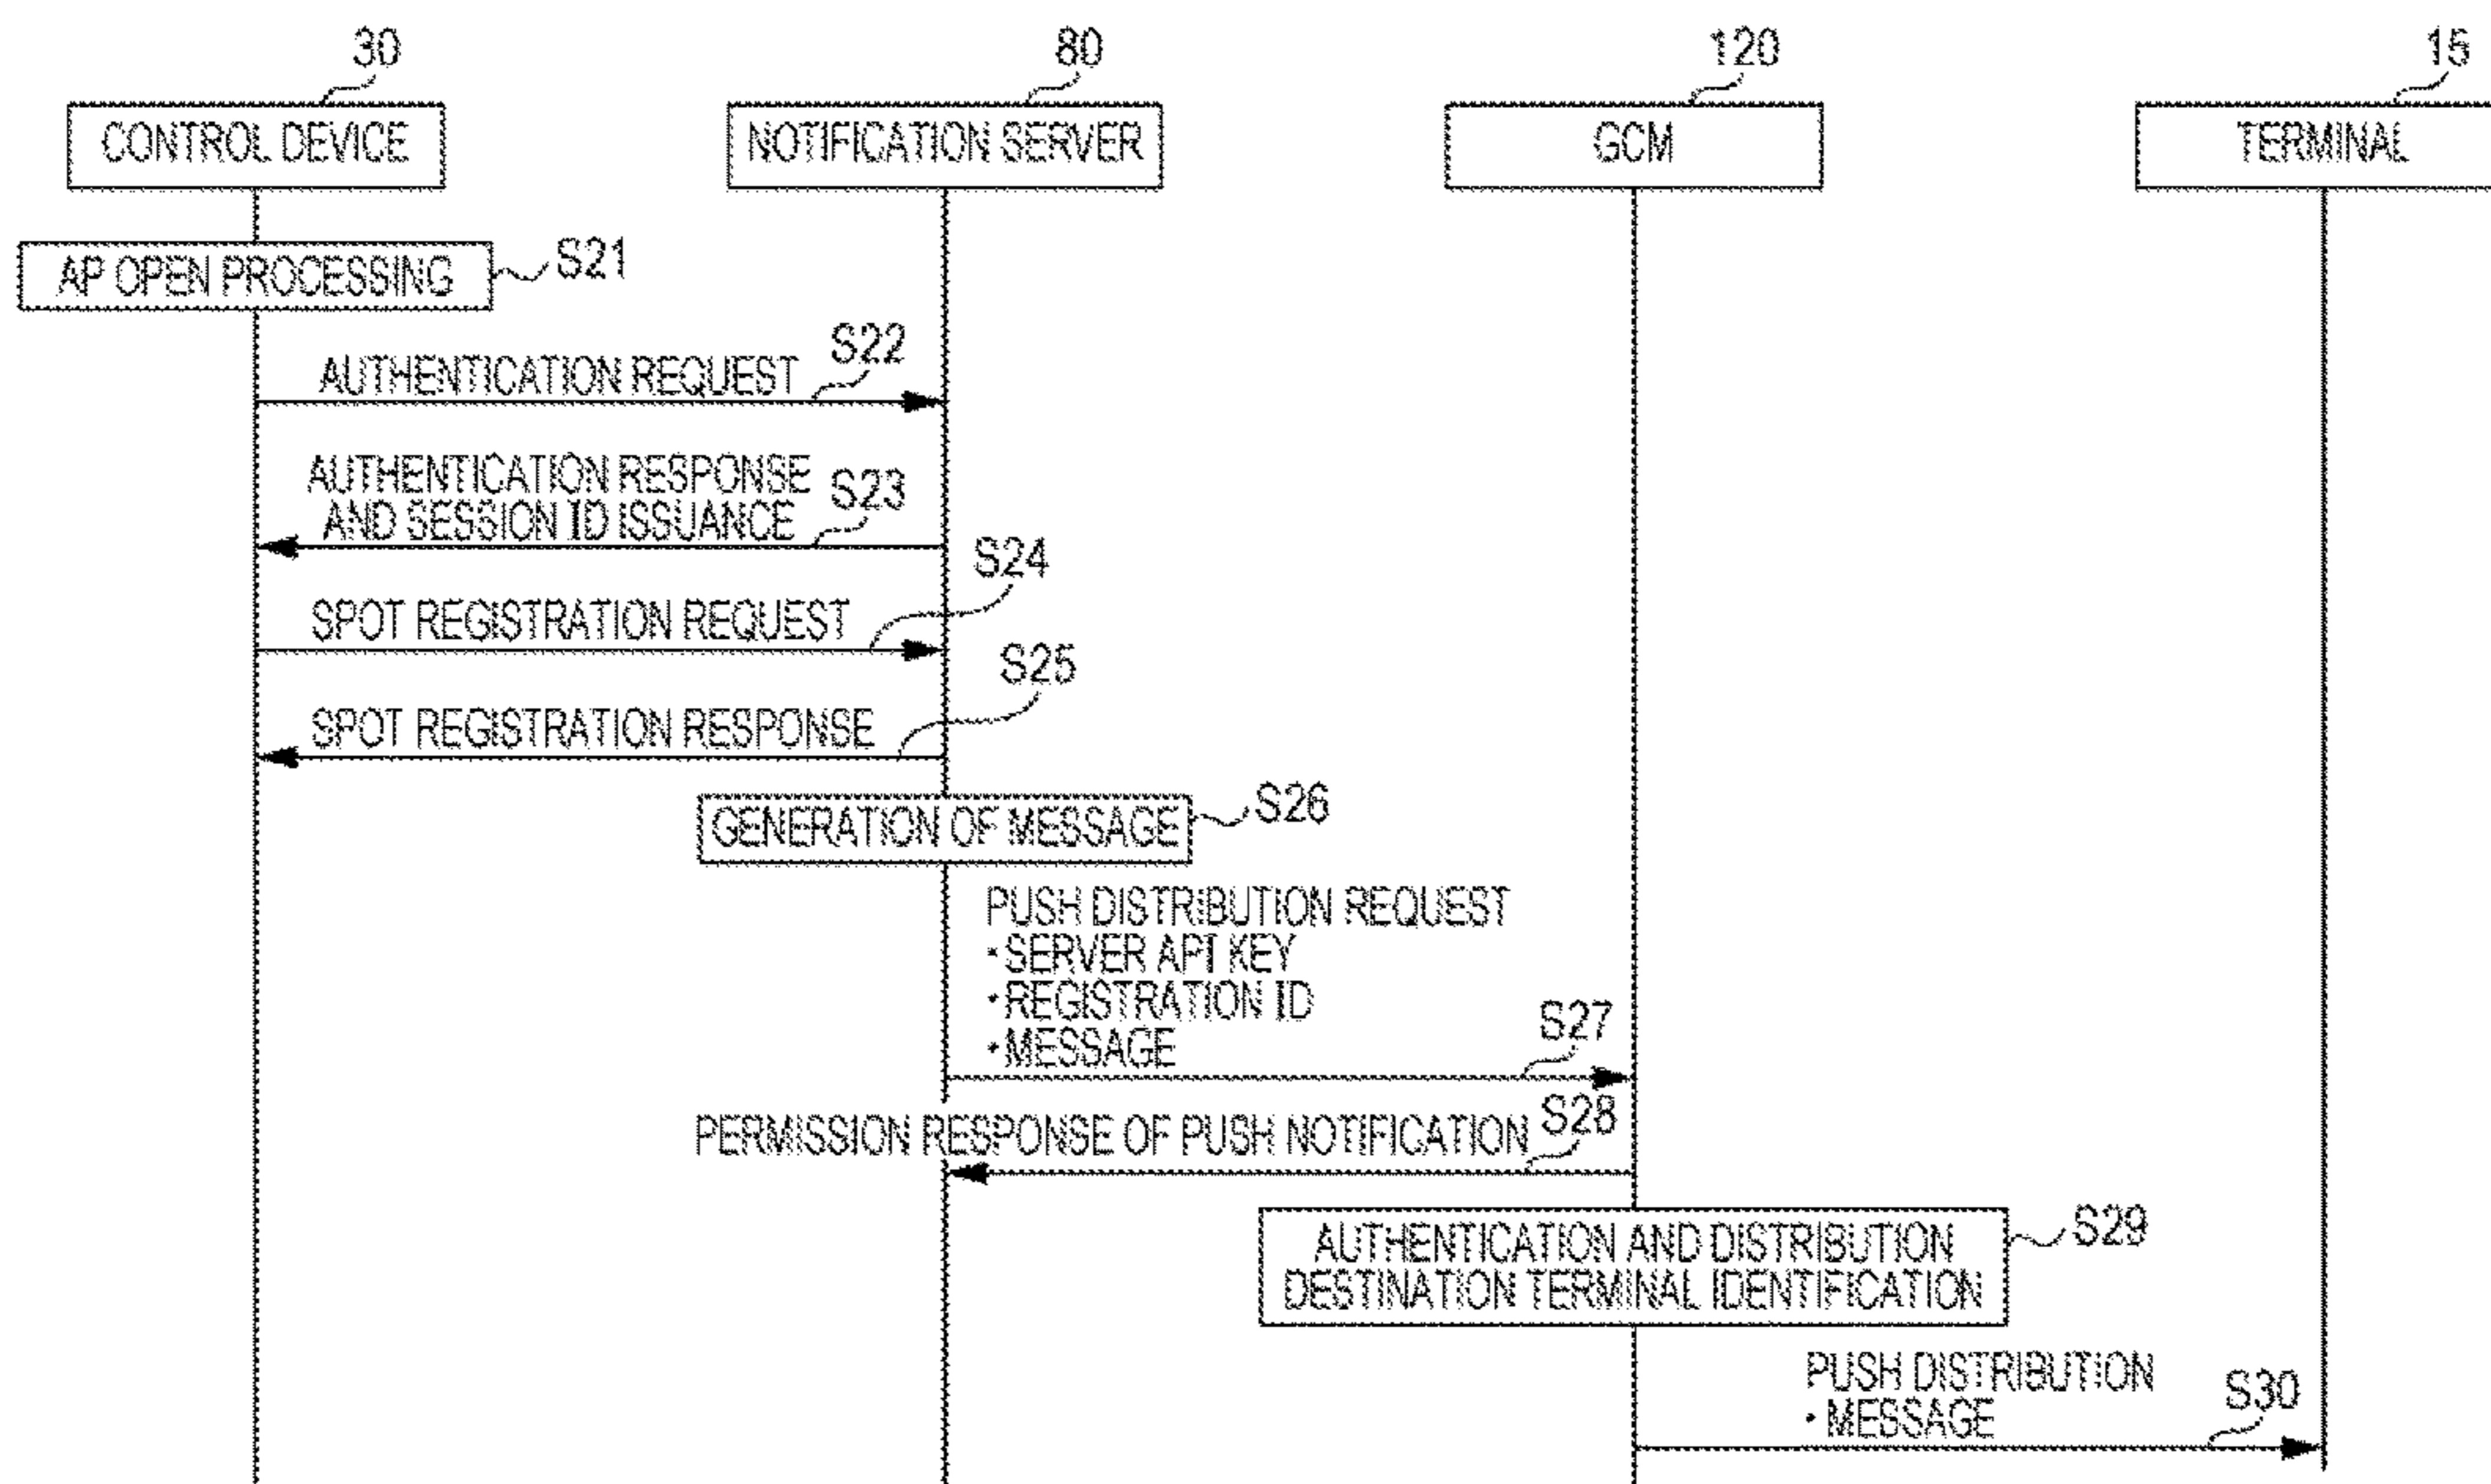 30
80
120
15
CONTROL DEVICE
NOTIFICATION SERVER
GCM
TERMINAL
AP OPEN PROCESSING
S21
AUTHENTICATION REQUEST
S22
AUTHENTICATION RESPONSE
AND SESSION ID ISSUANCE
S23
SPOT REGISTRATION REQUEST
S24
SPOT REGISTRATION RESPONSE
S25
GENERATION OF MESSAGE
S26
PUSH DISTRIBUTION REQUEST
・SERVER API KEY
・REGISTRATION ID
・MESSAGE
S27
PERMISSION RESPONSE OF PUSH NOTIFICATION
S28
AUTHENTICATION AND DISTRIBUTION
DESTINATION TERMINAL IDENTIFICATION
S29
PUSH DISTRIBUTION
・MESSAGE
S30